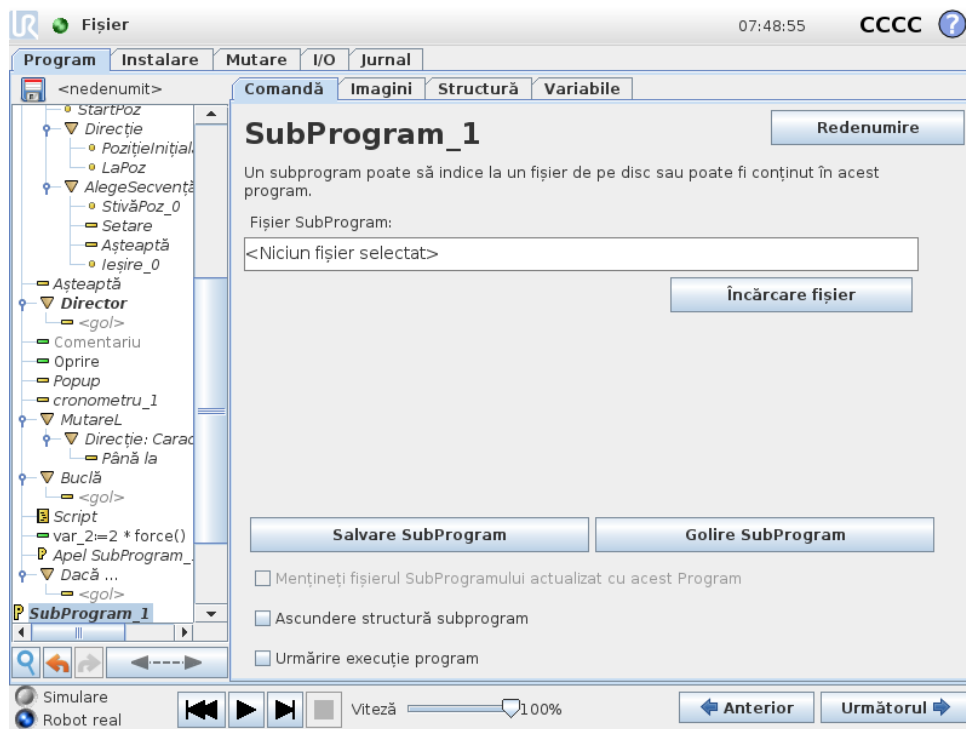 Fișier
07:48:55
CCCC
?
Program
Instalare
Mutare
I/O
Jurnal
<nedenumit>
Comandă
Imagini
Structură
Variabile
StartPoz
Direcție
PozițieInițial
LaPoz
AlegeSecvență
StivăPoz_0
Setare
Așteaptă
Ieșire_0
Așteaptă
Director
<gol>
Comentariu
Oprire
Popup
cronometru_1
MutareL
Direcție: Carac
Până la
Buclă
<gol>
Script
var_2:=2 * force()
Apel SubProgram_
Dacă ...
<gol>
SubProgram_1
SubProgram_1
Redenumire
Un subprogram poate să indice la un fișier de pe disc sau poate fi conținut în acest
program.
Fișier SubProgram:
<Niciun fișier selectat>
Încărcare fișier
Salvare SubProgram
Golire SubProgram
Mențineți fișierul SubProgramului actualizat cu acest Program
Ascundere structură subprogram
Urmărire execuție program
Simulare
Robot real
Viteză
100%
Anterior
Următorul